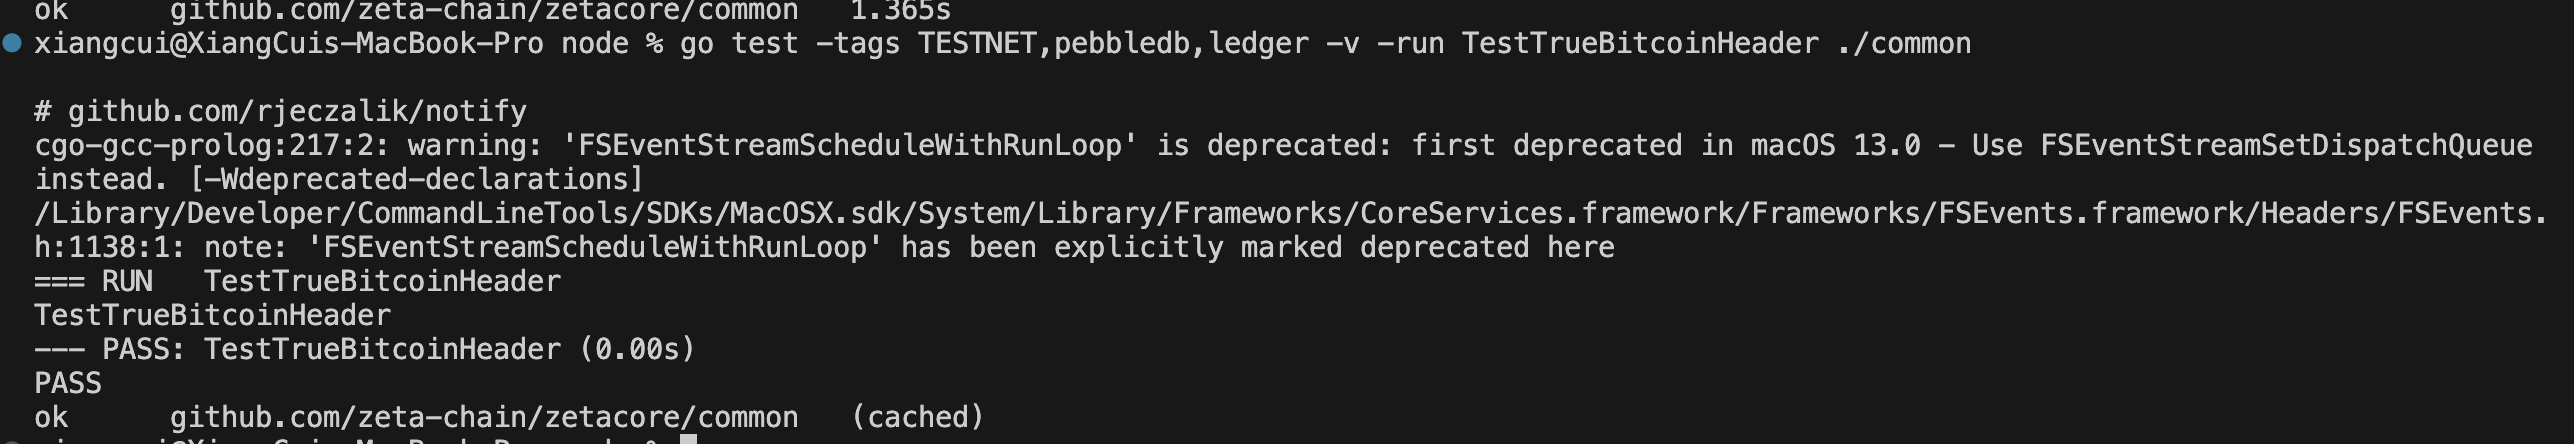 ok      github.com/zeta-chain/zetacore/common   1.365s
xiangcui@XiangCuis-MacBook-Pro node % go test -tags TESTNET,pebbledb,ledger -v -run TestTrueBitcoinHeader ./common
# github.com/rjeczalik/notify
cgo-gcc-prolog:217:2: warning: 'FSEventStreamScheduleWithRunLoop' is deprecated: first deprecated in macOS 13.0 - Use FSEventStreamSetDispatchQueue
instead. [-Wdeprecated-declarations]
/Library/Developer/CommandLineTools/SDKs/MacOSX.sdk/System/Library/Frameworks/CoreServices.framework/Frameworks/FSEvents.framework/Headers/FSEvents.
h:1138:1: note: 'FSEventStreamScheduleWithRunLoop' has been explicitly marked deprecated here
=== RUN   TestTrueBitcoinHeader
TestTrueBitcoinHeader
--- PASS: TestTrueBitcoinHeader (0.00s)
PASS
ok      github.com/zeta-chain/zetacore/common   (cached)